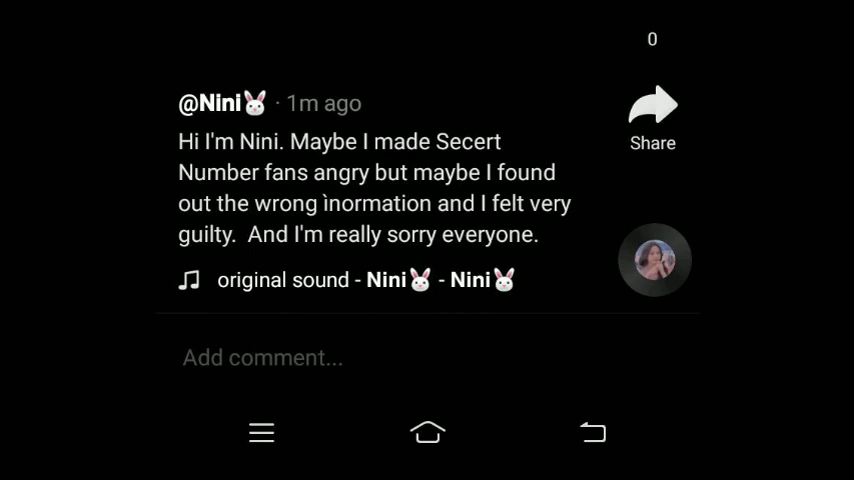 0
@Nini🐰 · 1m ago
Hi I'm Nini. Maybe I made Secert
Share
Number fans angry but maybe I found
out the wrong ìnormation and I felt very
guilty.  And I'm really sorry everyone.
original sound - Nini🐰 - Nini🐰
Add comment...